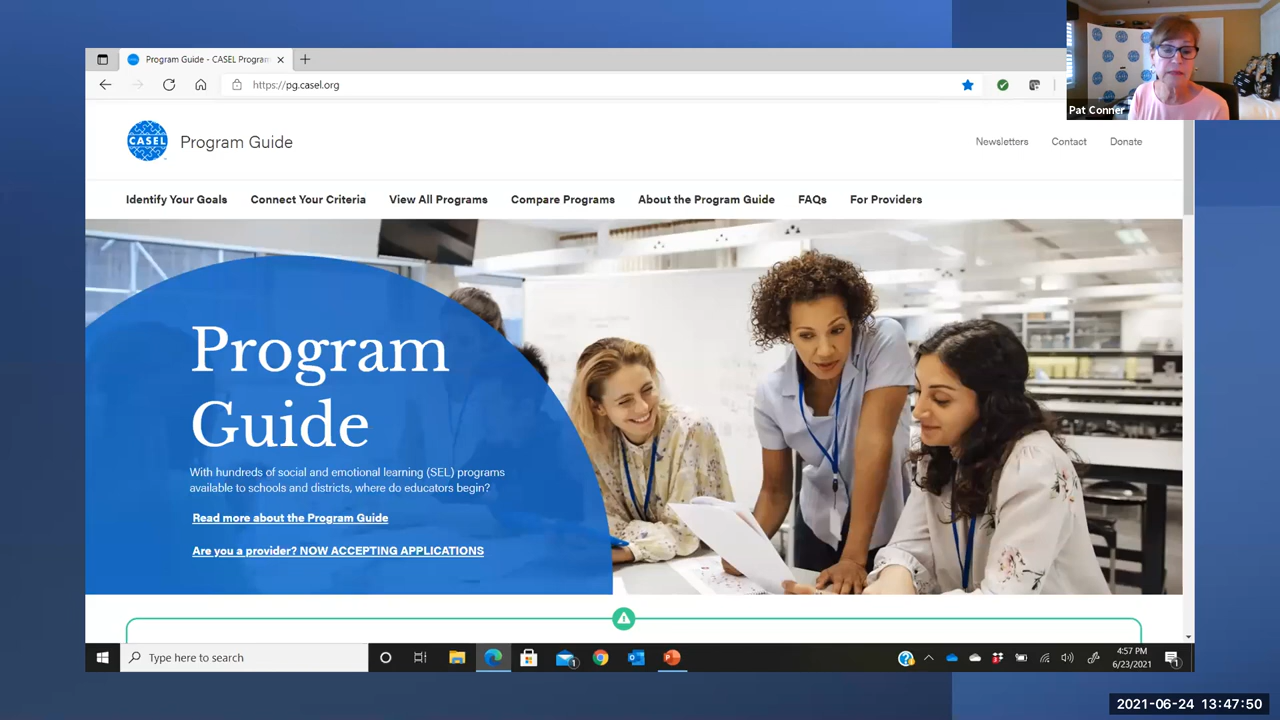 Program Guide - CASEL Program
https://pg.casel.org
Pat Conner
CASEL
Program Guide
Newsletters
Contact
Donate
Identify Your Goals
Connect Your Criteria
View All Programs
Compare Programs
About the Program Guide
FAQs
For Providers
Program
Guide
With hundreds of social and emotional learning (SEL) programs
available to schools and districts, where do educators begin?
Read more about the Program Guide
Are you a provider? NOW ACCEPTING APPLICATIONS
Type here to search
4:57 PM
6/23/2021
2021-06-24 13:47:50